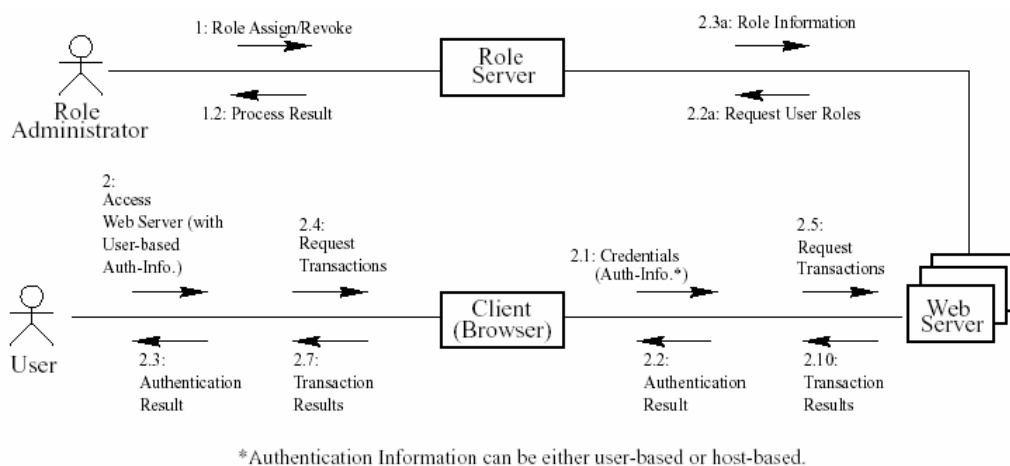 1: Role Assign/Revoke
2.3a: Role Information
Role
Server
1.2: Process Result
2.2a: Request User Roles
Role
Administrator
2:
Access
Web Server (with
User-based
Auth-Info.)
2.4:
Request
Transactions
2.1: Credentials
(Auth-Info.*)
2.5:
Request
Transactions
Client
(Browser)
Web
Server
User
2.3:
Authentication
Result
2.7:
Transaction
Results
2.2:
Authentication
Result
2.10:
Transaction
Results
*Authentication Information can be either user-based or host-based.